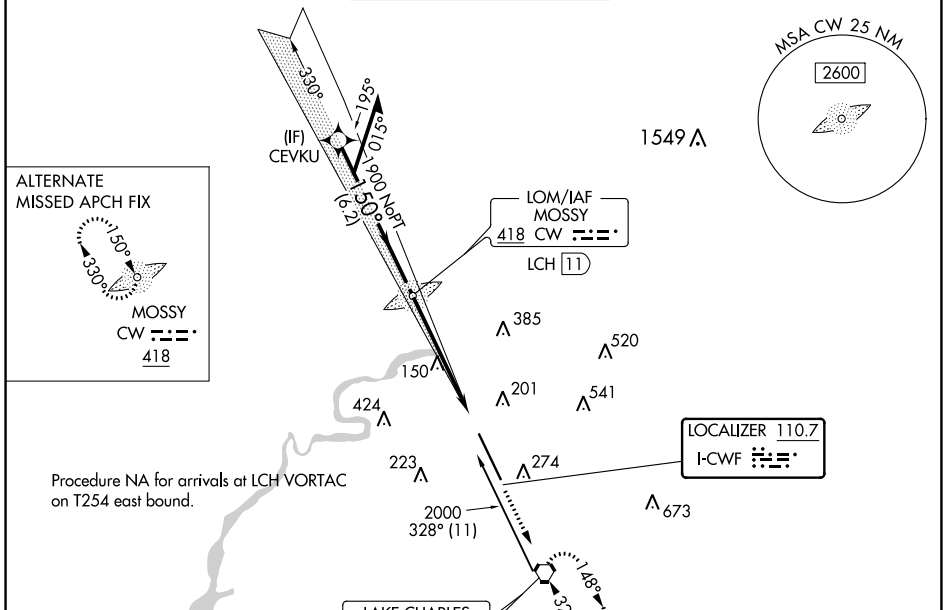 MSA CW 25 NM
2600
330°
195°
015°
(IF)
CEVKU
1900 NoPT
150°
(6.2)
1549
ALTERNATE
MISSED APCH FIX
150°
330°
MOSSY
CW
418
LOM/IAF
MOSSY
418 CW
LCH 11
385
520
150
201
541
424
LOCALIZER 110.7
I-CWF
223
274
Procedure NA for arrivals at LCH VORTAC
on T254 east bound.
673
2000
328° (11)
148°
LAKE CHARLES